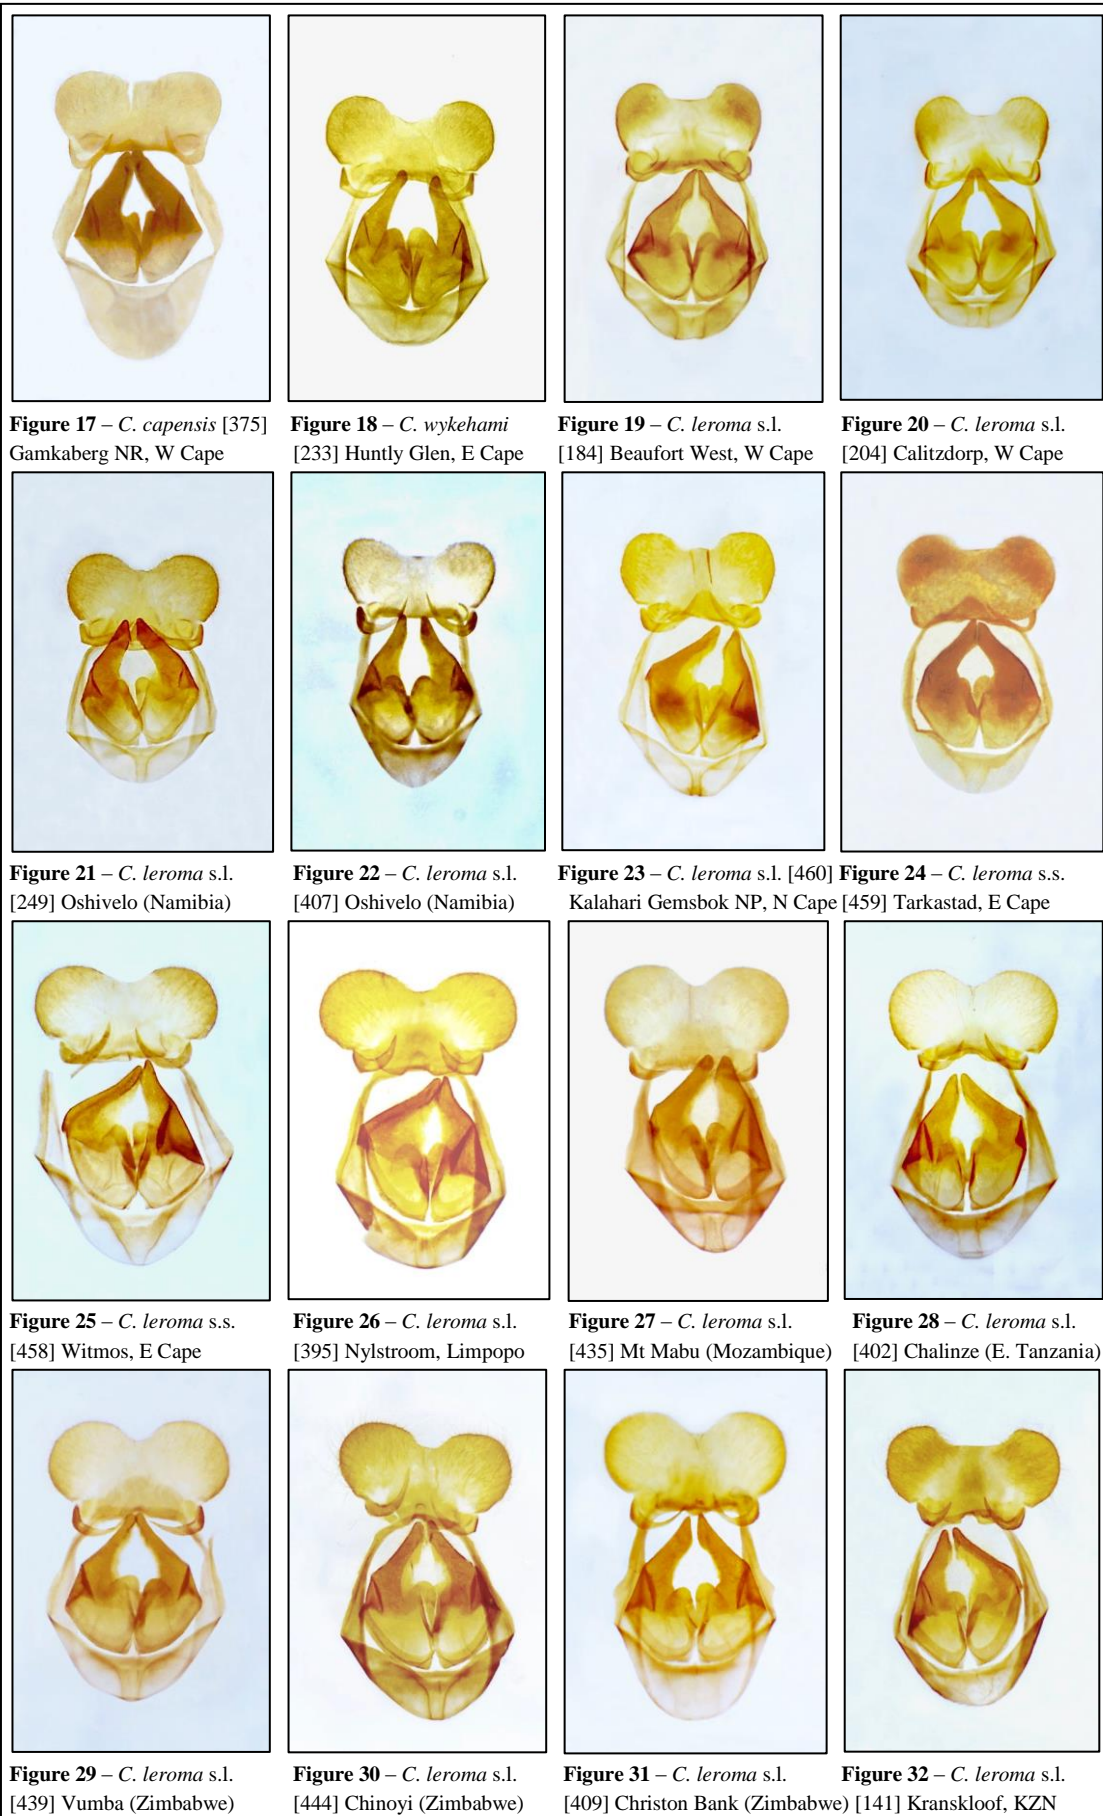 Figure 17 – C. capensis [375]
Gamkaberg NR, W Cape
Figure 18 – C. wykehami
[233] Huntly Glen, E Cape
Figure 19 – C. leroma s.l.
[184] Beaufort West, W Cape
Figure 20 – C. leroma s.l.
[204] Calitzdorp, W Cape
Figure 21 – C. leroma s.l.
[249] Oshivelo (Namibia)
Figure 22 – C. leroma s.l.
[407] Oshivelo (Namibia)
Figure 23 – C. leroma s.l. [460]
Kalahari Gemsbok NP, N Cape
Figure 24 – C. leroma s.s.
[459] Tarkastad, E Cape
Figure 25 – C. leroma s.s.
[458] Witmos, E Cape
Figure 26 – C. leroma s.l.
[395] Nylstroom, Limpopo
Figure 27 – C. leroma s.l.
[435] Mt Mabu (Mozambique)
Figure 28 – C. leroma s.l.
[402] Chalinze (E. Tanzania)
Figure 29 – C. leroma s.l.
[439] Vumba (Zimbabwe)
Figure 30 – C. leroma s.l.
[444] Chinoyi (Zimbabwe)
Figure 31 – C. leroma s.l.
[409] Christon Bank (Zimbabwe)
Figure 32 – C. leroma s.l.
[141] Kranskloof, KZN